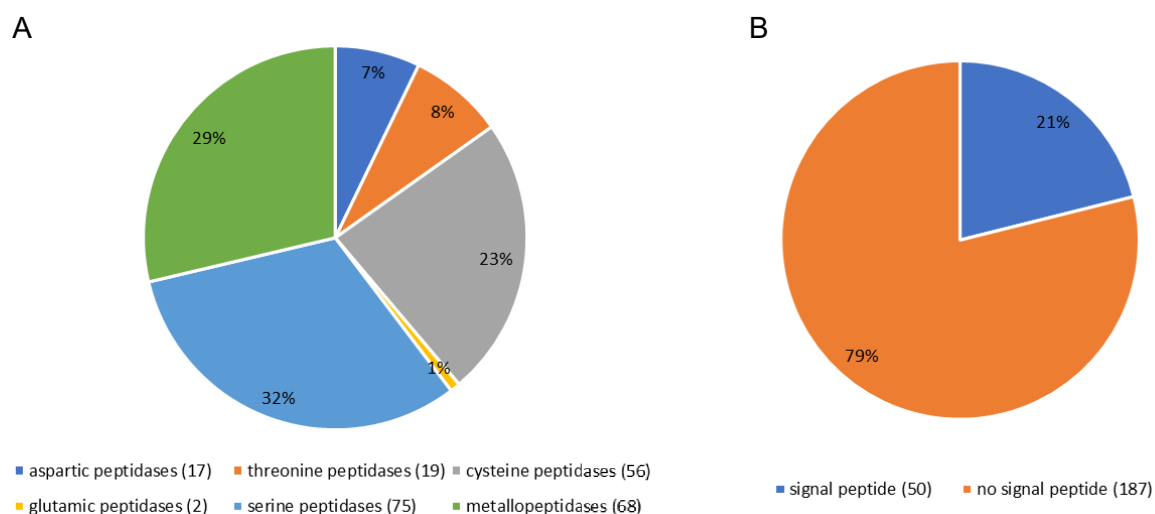 A
B
7%
8%
29%
21%
23%
79%
1%
32%
aspartic peptidases (17) threonine peptidases (19) cysteine peptidases (56)
glutamic peptidases (2) serine peptidases (75) metallopeptidases (68)
signal peptide (50) no signal peptide (187)